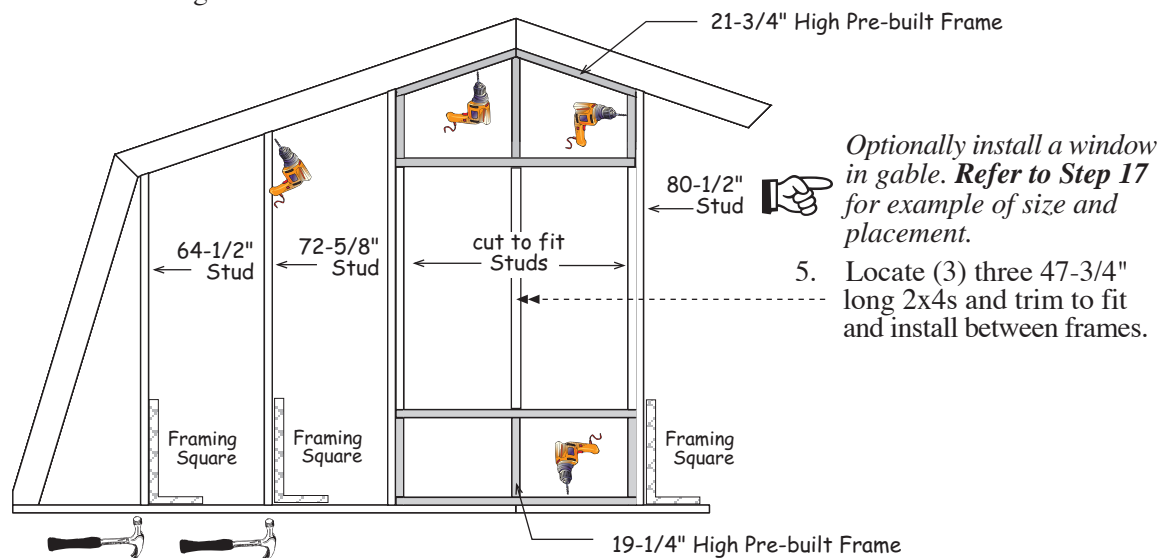 21-3/4" High Pre-built Frame
Optionally install a window
in gable. Refer to Step 17
for example of size and
placement.
80-1/2"
Stud
64-1/2"
Stud
72-5/8"
Stud
cut to fit
Studs
5. Locate (3) three 47-3/4"
long 2x4s and trim to fit
and install between frames.
Framing
Square
Framing
Square
Framing
Square
19-1/4" High Pre-built Frame